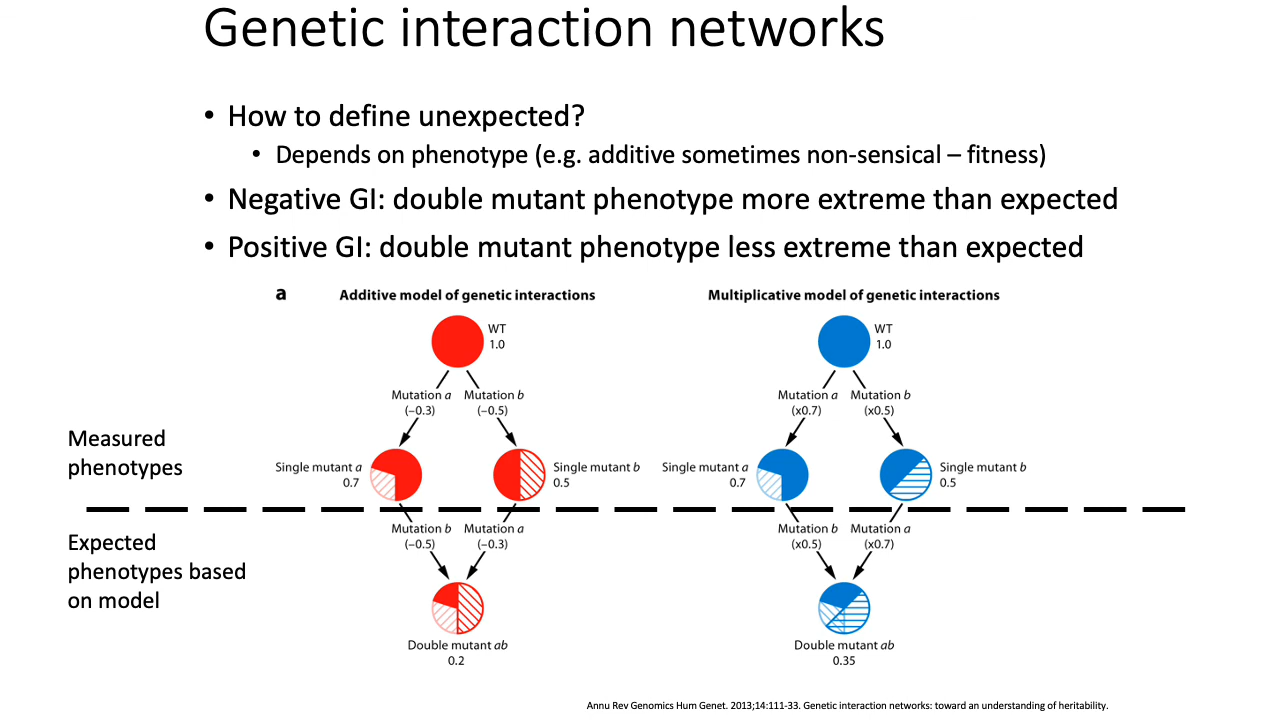 Genetic interaction networks
• How to define unexpected?
• Depends on phenotype (e.g. additive sometimes non-sensical – fitness)
• Negative GI: double mutant phenotype more extreme than expected
• Positive GI: double mutant phenotype less extreme than expected
a
Additive model of genetic interactions
WT
1.0
Mutation a
(–0.3)
Mutation b
(–0.5)
Measured
phenotypes
Single mutant a
0.7
Single mutant b
0.5
Expected
phenotypes based
on model
Mutation b
(–0.5)
Mutation a
(–0.3)
Double mutant ab
0.2
Multiplicative model of genetic interactions
WT
1.0
Mutation a
(x0.7)
Mutation b
(x0.5)
Single mutant a
0.7
Single mutant b
0.5
Mutation b
(x0.5)
Mutation a
(x0.7)
Double mutant ab
0.35
Annu Rev Genomics Hum Genet. 2013;14:111-33. Genetic interaction networks: toward an understanding of heritability.